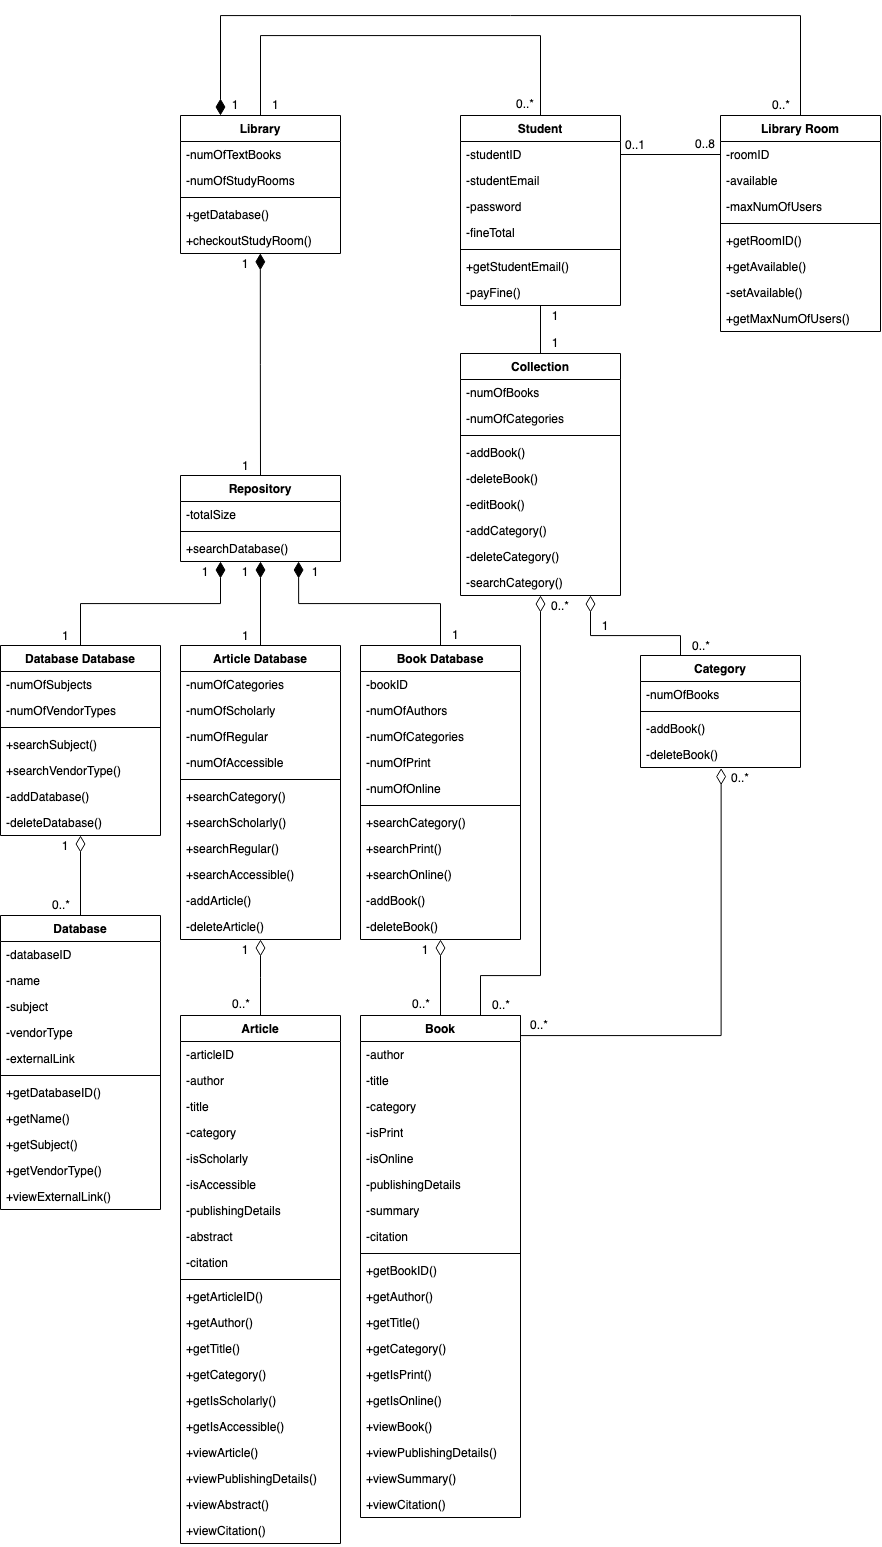 1
1
0..*
0..*
Library
-numOfTextBooks
-numOfStudyRooms
+getDatabase()
+checkoutStudyRoom()
1
Student
-studentID
-studentEmail
-password
-fineTotal
+getStudentEmail()
-payFine()
0..1
0..8
Library Room
-roomID
-available
-maxNumOfUsers
+getRoomID()
+getAvailable()
-setAvailable()
+getMaxNumOfUsers()
1
1
Collection
-numOfBooks
-numOfCategories
-addBook()
-deleteBook()
-editBook()
-addCategory()
-deleteCategory()
-searchCategory()
0..*
1
0..*
1
Repository
-totalSize
+searchDatabase()
1
1
1
1
1
1
Database Database
-numOfSubjects
-numOfVendorTypes
+searchSubject()
+searchVendorType()
-addDatabase()
-deleteDatabase()
1
0..*
Article Database
-numOfCategories
-numOfScholarly
-numOfRegular
-numOfAccessible
+searchCategory()
+searchScholarly()
+searchRegular()
+searchAccessible()
-addArticle()
-deleteArticle()
1
0..*
Book Database
-bookID
-numOfAuthors
-numOfCategories
-numOfPrint
-numOfOnline
+searchCategory()
+searchPrint()
+searchOnline()
-addBook()
-deleteBook()
1
0..*
0..*
Category
-numOfBooks
-addBook()
-deleteBook()
0..*
0..*
Database
-databaseID
-name
-subject
-vendorType
-externalLink
+getDatabaseID()
+getName()
+getSubject()
+getVendorType()
+viewExternalLink()
Article
-articleID
-author
-title
-category
-isScholarly
-isAccessible
-publishingDetails
-abstract
-citation
+getArticleID()
+getAuthor()
+getTitle()
+getCategory()
+getIsScholarly()
+getIsAccessible()
+viewArticle()
+viewPublishingDetails()
+viewAbstract()
+viewCitation()
Book
-author
-title
-category
-isPrint
-isOnline
-publishingDetails
-summary
-citation
+getBookID()
+getAuthor()
+getTitle()
+getCategory()
+getIsPrint()
+getIsOnline()
+viewBook()
+viewPublishingDetails()
+viewSummary()
+viewCitation()